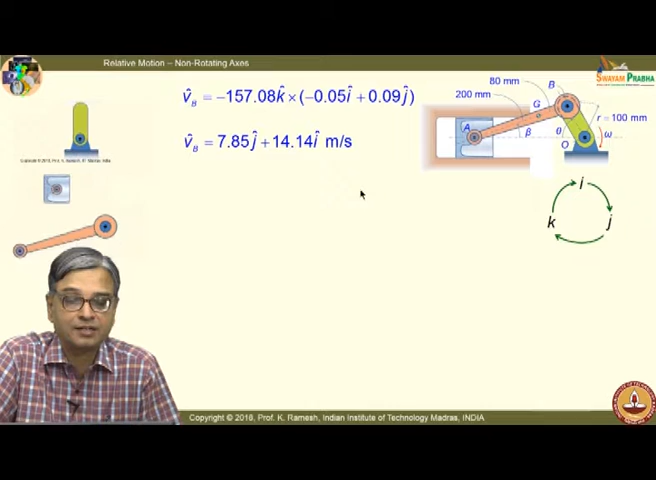 Relative Motion – Non-Rotating Axes
SWAYAM PRABHA
v̂_B = −157.08k̂ × (−0.05î + 0.09ĵ)
v̂_B = 7.85ĵ + 14.14î m/s
80 mm
200 mm
B
G
A
β
θ
O
r = 100 mm
ω
i
k
j
Copyright © 2018, Prof. K. Ramesh, Indian Institute of Technology Madras, INDIA